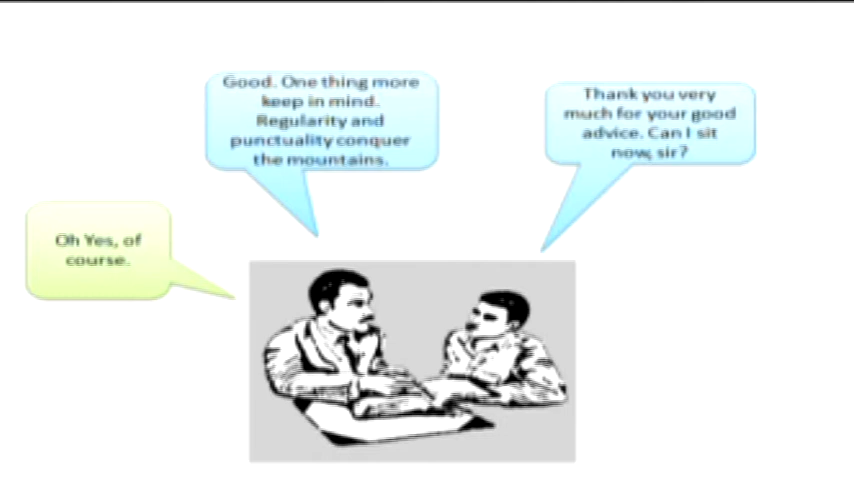 Good. One thing more
keep in mind.
Regularity and
punctuality conquer
the mountains.
Thank you very
much for your good
advice. Can I sit
now, sir?
Oh Yes, of
course.